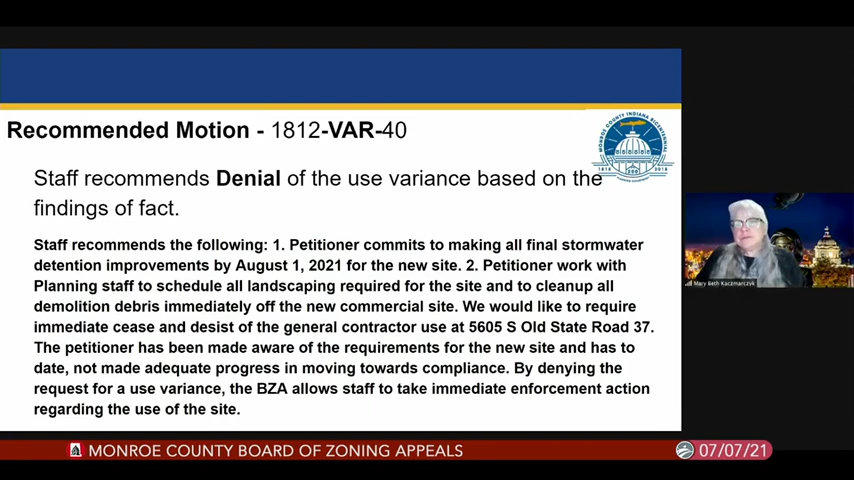 Recommended Motion - 1812-VAR-40
MONROE COUNTY INDIANA BICENTENNIAL
200
1818
2018
Staff recommends Denial of the use variance based on the
findings of fact.
Staff recommends the following: 1. Petitioner commits to making all final stormwater
detention improvements by August 1, 2021 for the new site. 2. Petitioner work with
Planning staff to schedule all landscaping required for the site and to cleanup all
demolition debris immediately off the new commercial site. We would like to require
immediate cease and desist of the general contractor use at 5605 S Old State Road 37.
The petitioner has been made aware of the requirements for the new site and has to
date, not made adequate progress in moving towards compliance. By denying the
request for a use variance, the BZA allows staff to take immediate enforcement action
regarding the use of the site.
Mary Beth Kaczmarczyk
MONROE COUNTY BOARD OF ZONING APPEALS
07/07/21